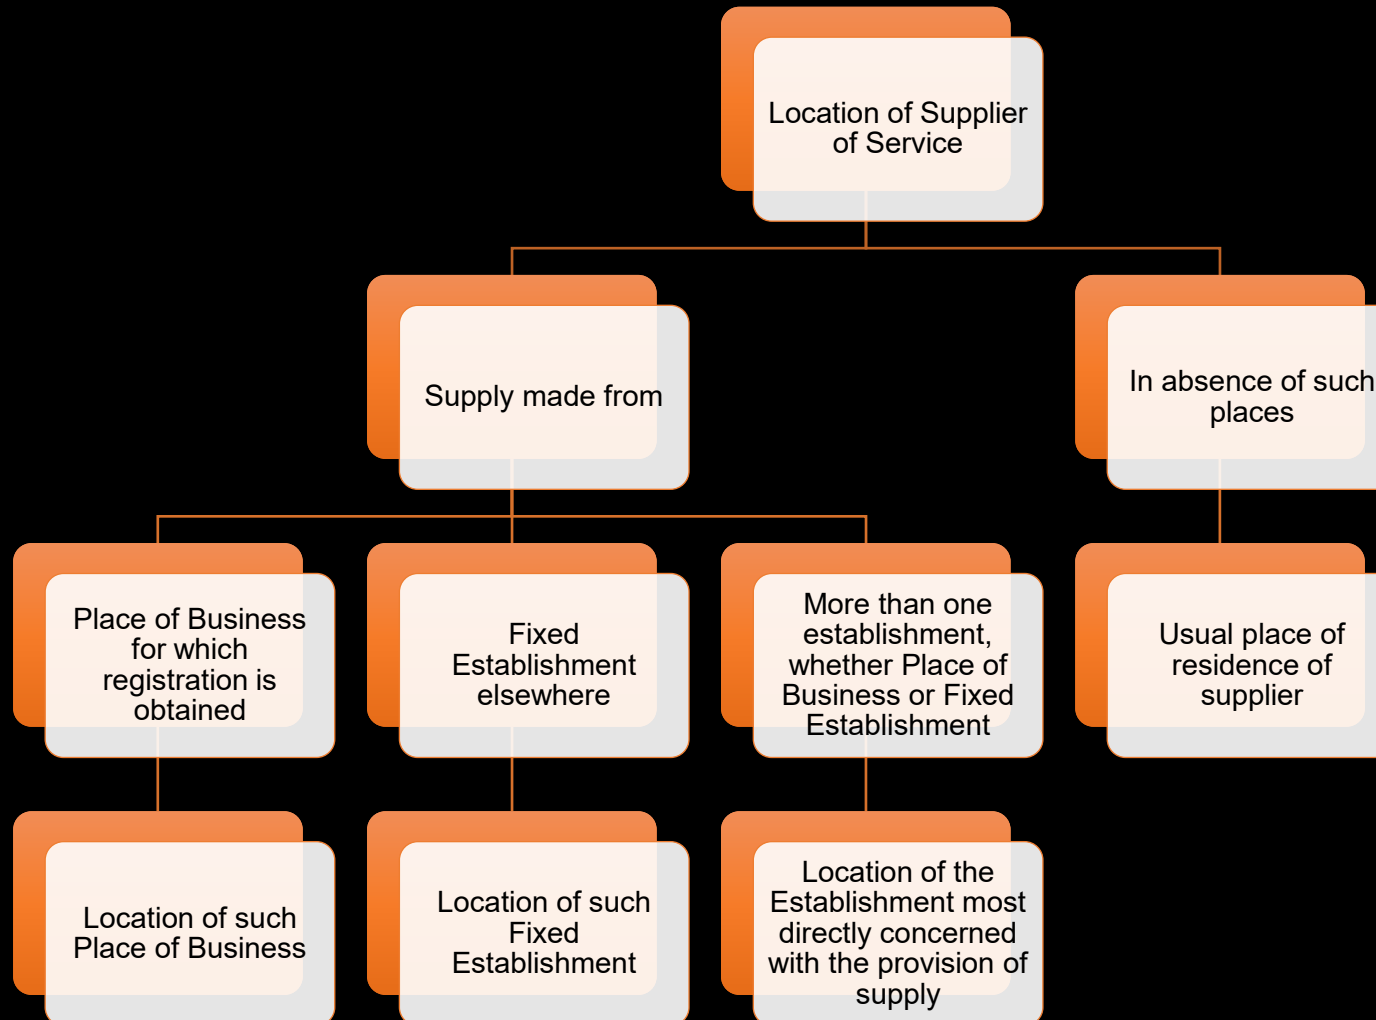 Location of Supplier
of Service
Supply made from
In absence of such
places
Place of Business
for which
registration is
obtained
Fixed
Establishment
elsewhere
More than one
establishment,
whether Place of
Business or Fixed
Establishment
Usual place of
residence of
supplier
Location of such
Place of Business
Location of such
Fixed
Establishment
Location of the
Establishment most
directly concerned
with the provision of
supply